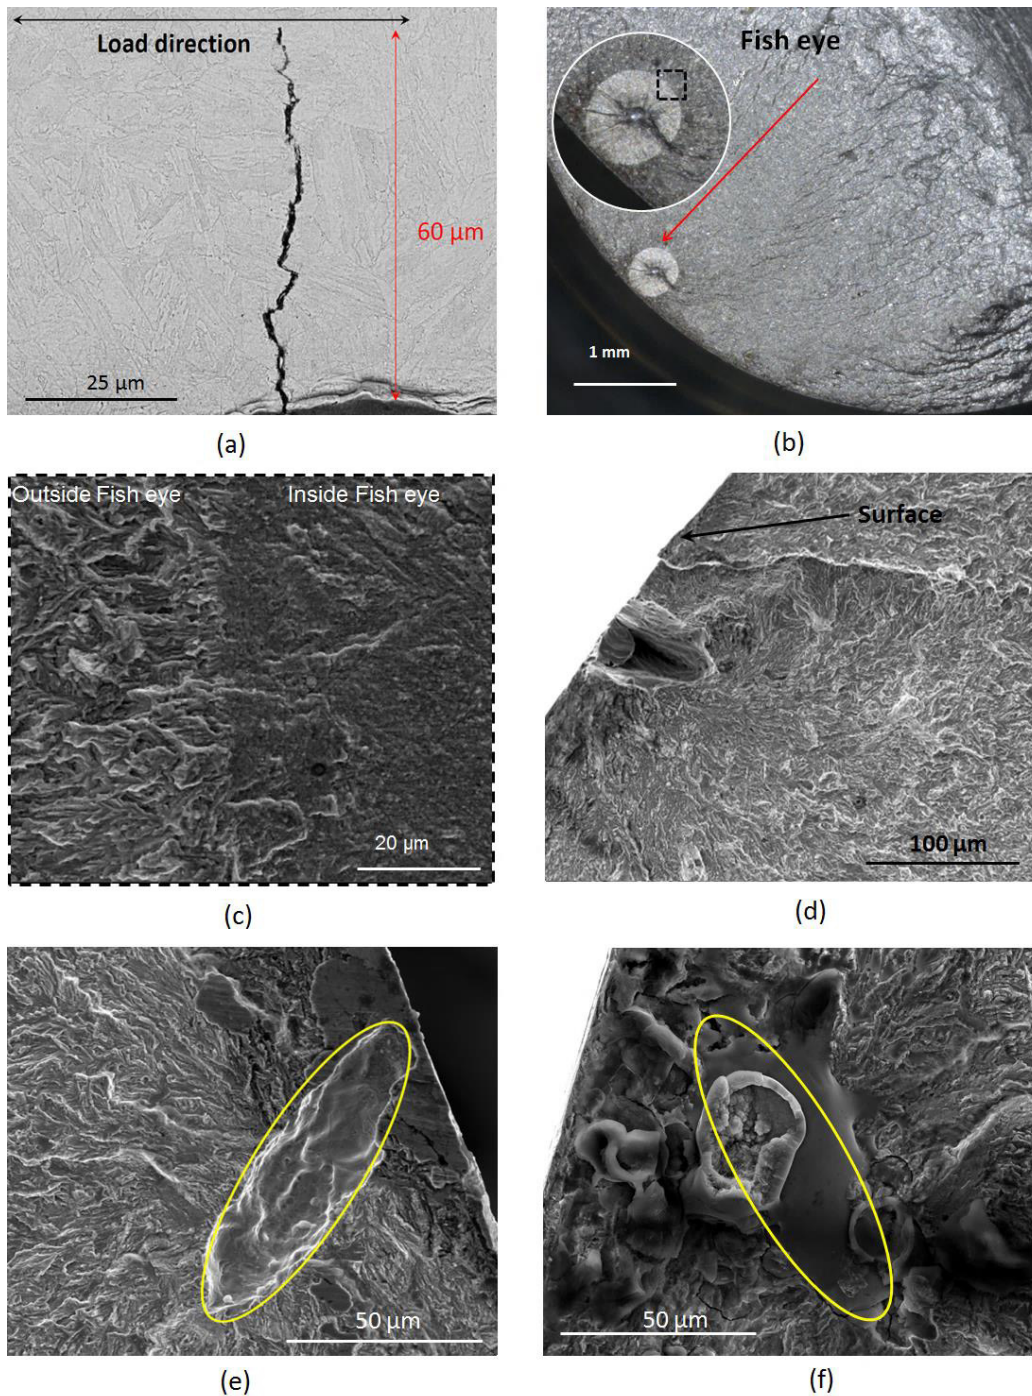 Load direction
60 µm
25 µm
(a)
Fish eye
1 mm
(b)
Outside Fish eye
Inside Fish eye
20 µm
(c)
Surface
100 µm
(d)
50 µm
(e)
50 µm
(f)